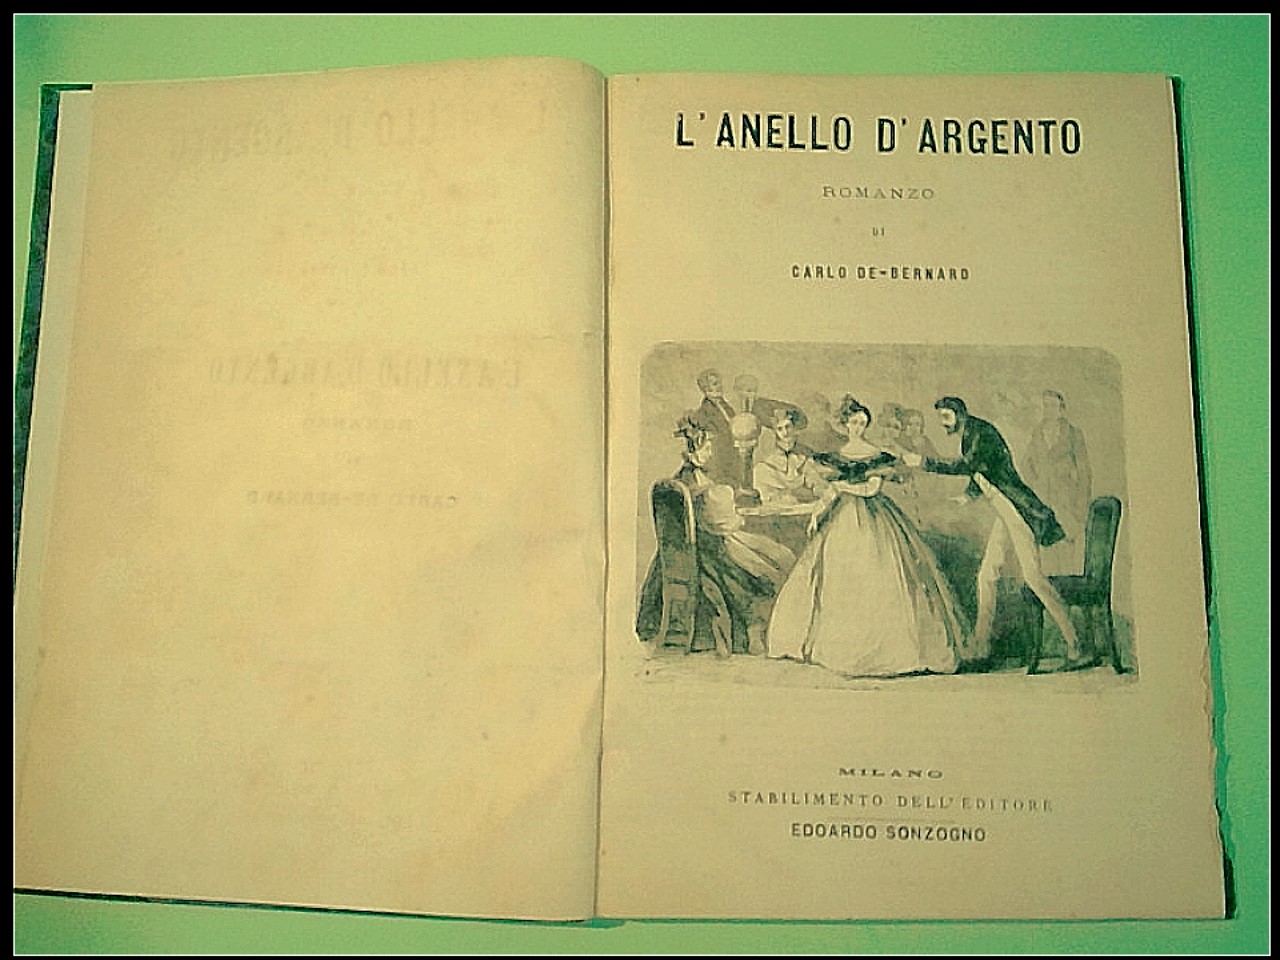 L'ANELLO D'ARGENTO
ROMANZO
DI
CARLO DE-BERNARD
MILANO
STABILIMENTO DELL'EDITORE
EDOARDO SONZOGNO